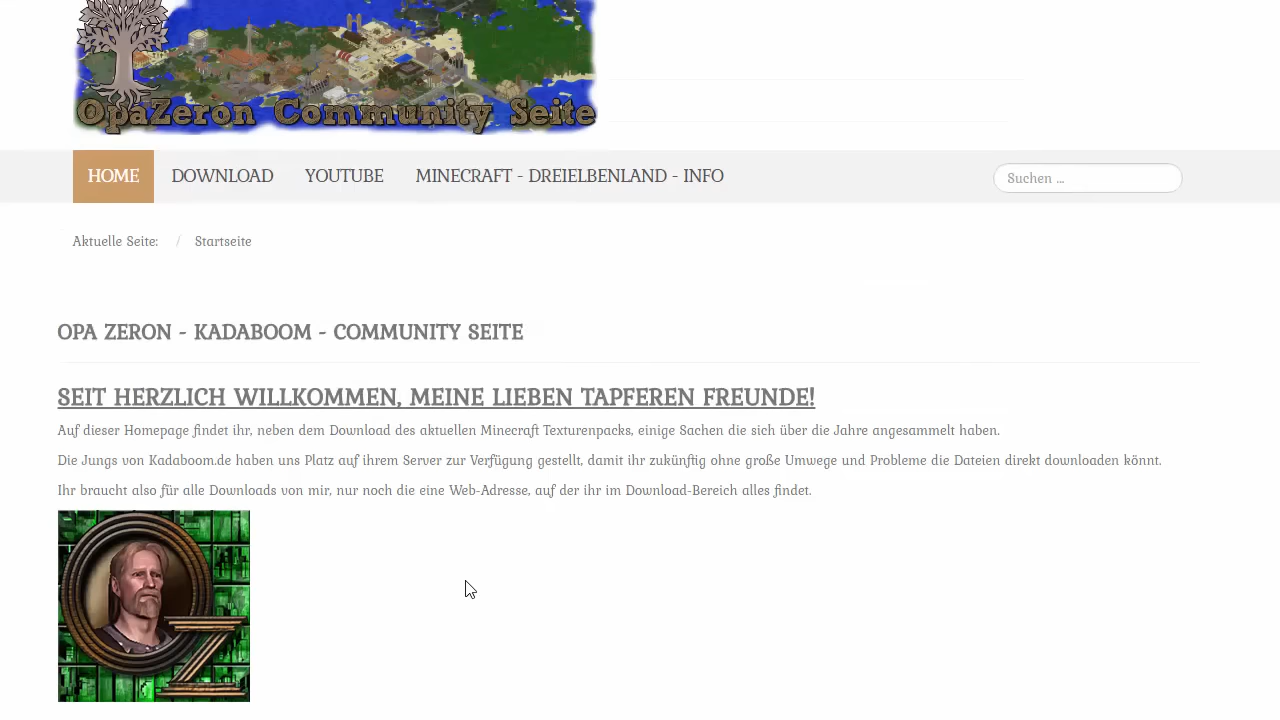 OpaZeron Community Seite
HOME DOWNLOAD YOUTUBE MINECRAFT - DREIELBENLAND - INFO Suchen ...
Aktuelle Seite: / Startseite
OPA ZERON - KADABOOM - COMMUNITY SEITE
SEIT HERZLICH WILLKOMMEN, MEINE LIEBEN TAPFEREN FREUNDE!
Auf dieser Homepage findet ihr, neben dem Download des aktuellen Minecraft Texturenpacks, einige Sachen die sich über die Jahre angesammelt haben.
Die Jungs von Kadaboom.de haben uns Platz auf ihrem Server zur Verfügung gestellt, damit ihr zukünftig ohne große Umwege und Probleme die Dateien direkt downloaden könnt.
Ihr braucht also für alle Downloads von mir, nur noch die eine Web-Adresse, auf der ihr im Download-Bereich alles findet.
OZ